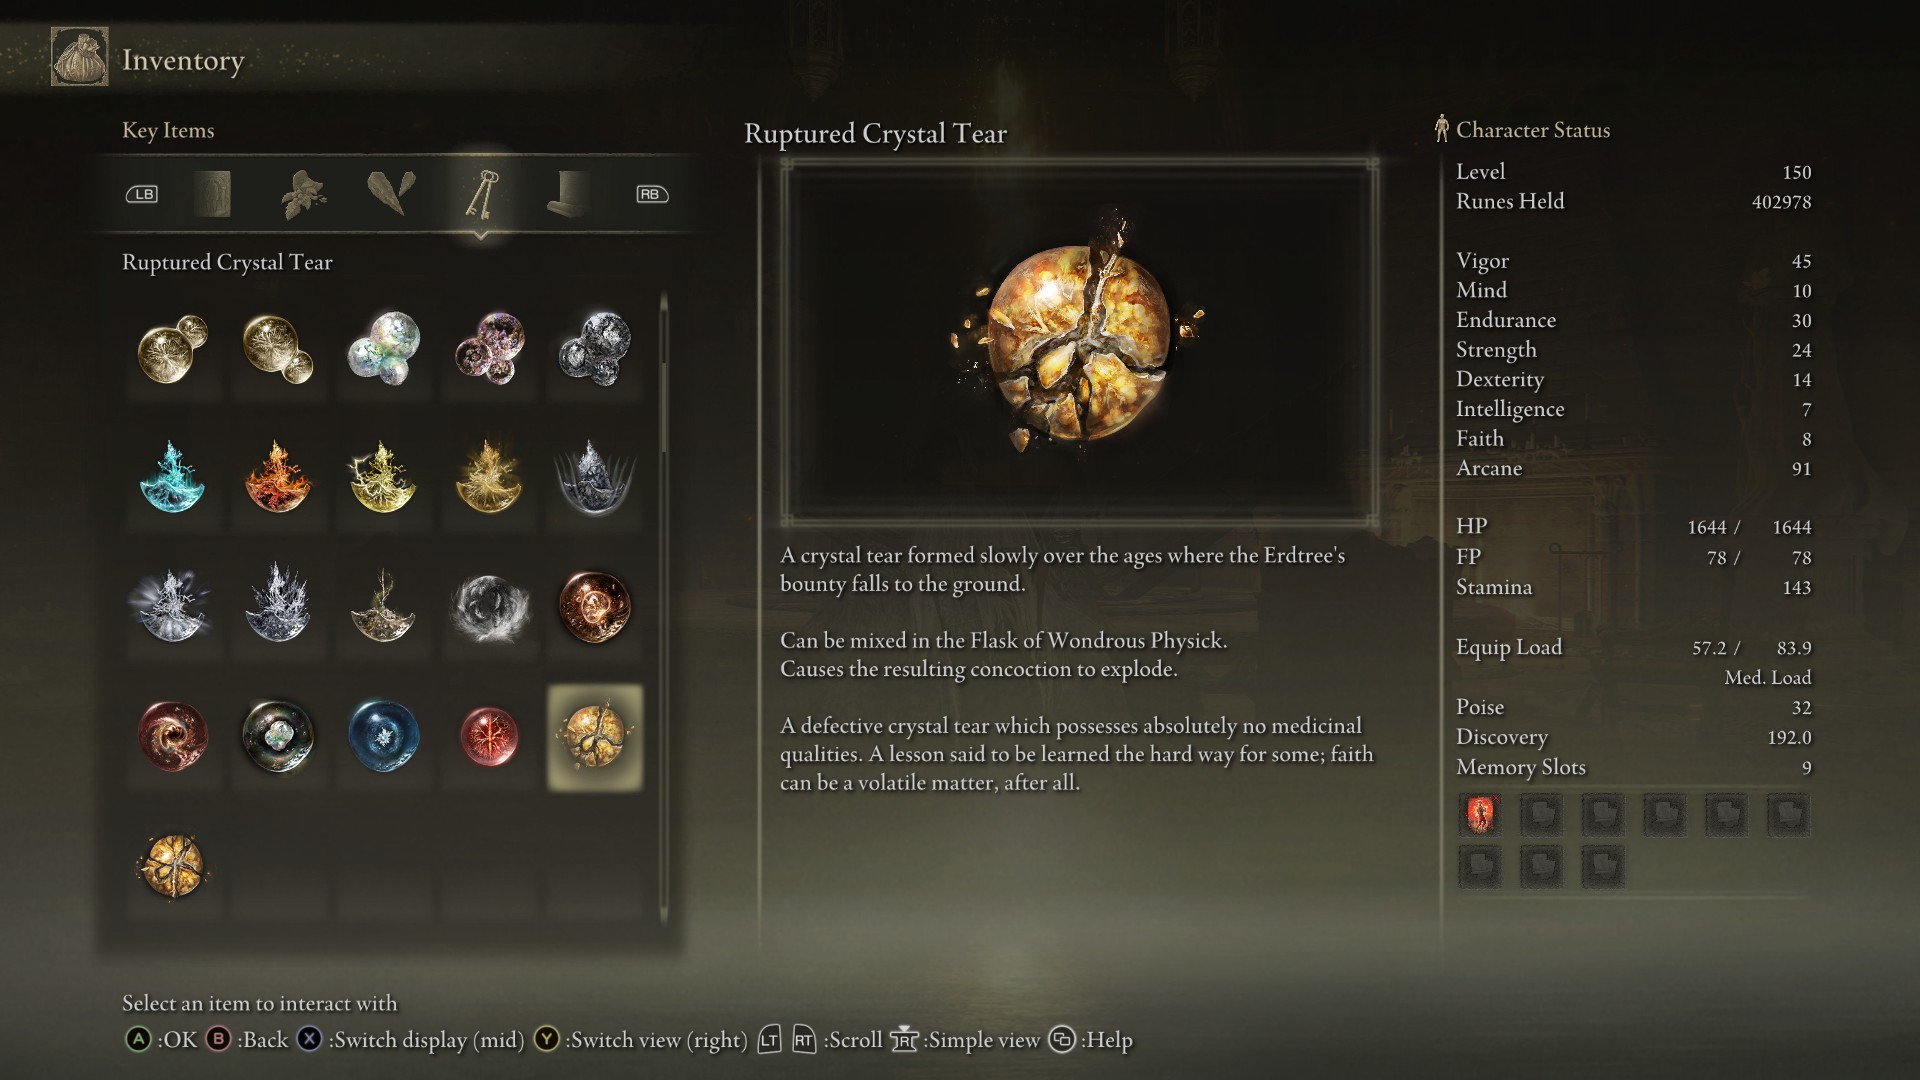 Inventory
Key Items
LB
RB
Ruptured Crystal Tear
Ruptured Crystal Tear
A crystal tear formed slowly over the ages where the Erdtree's
bounty falls to the ground.
Can be mixed in the Flask of Wondrous Physick.
Causes the resulting concoction to explode.
A defective crystal tear which possesses absolutely no medicinal
qualities. A lesson said to be learned the hard way for some; faith
can be a volatile matter, after all.
Character Status
Level 150
Runes Held 402978
Vigor 45
Mind 10
Endurance 30
Strength 24
Dexterity 14
Intelligence 7
Faith 8
Arcane 91
HP 1644 / 1644
FP 78 / 78
Stamina 143
Equip Load 57.2 / 83.9
Med. Load
Poise 32
Discovery 192.0
Memory Slots 9
Select an item to interact with
A :OK B :Back X :Switch display (mid) Y :Switch view (right) LT RT :Scroll R :Simple view :Help